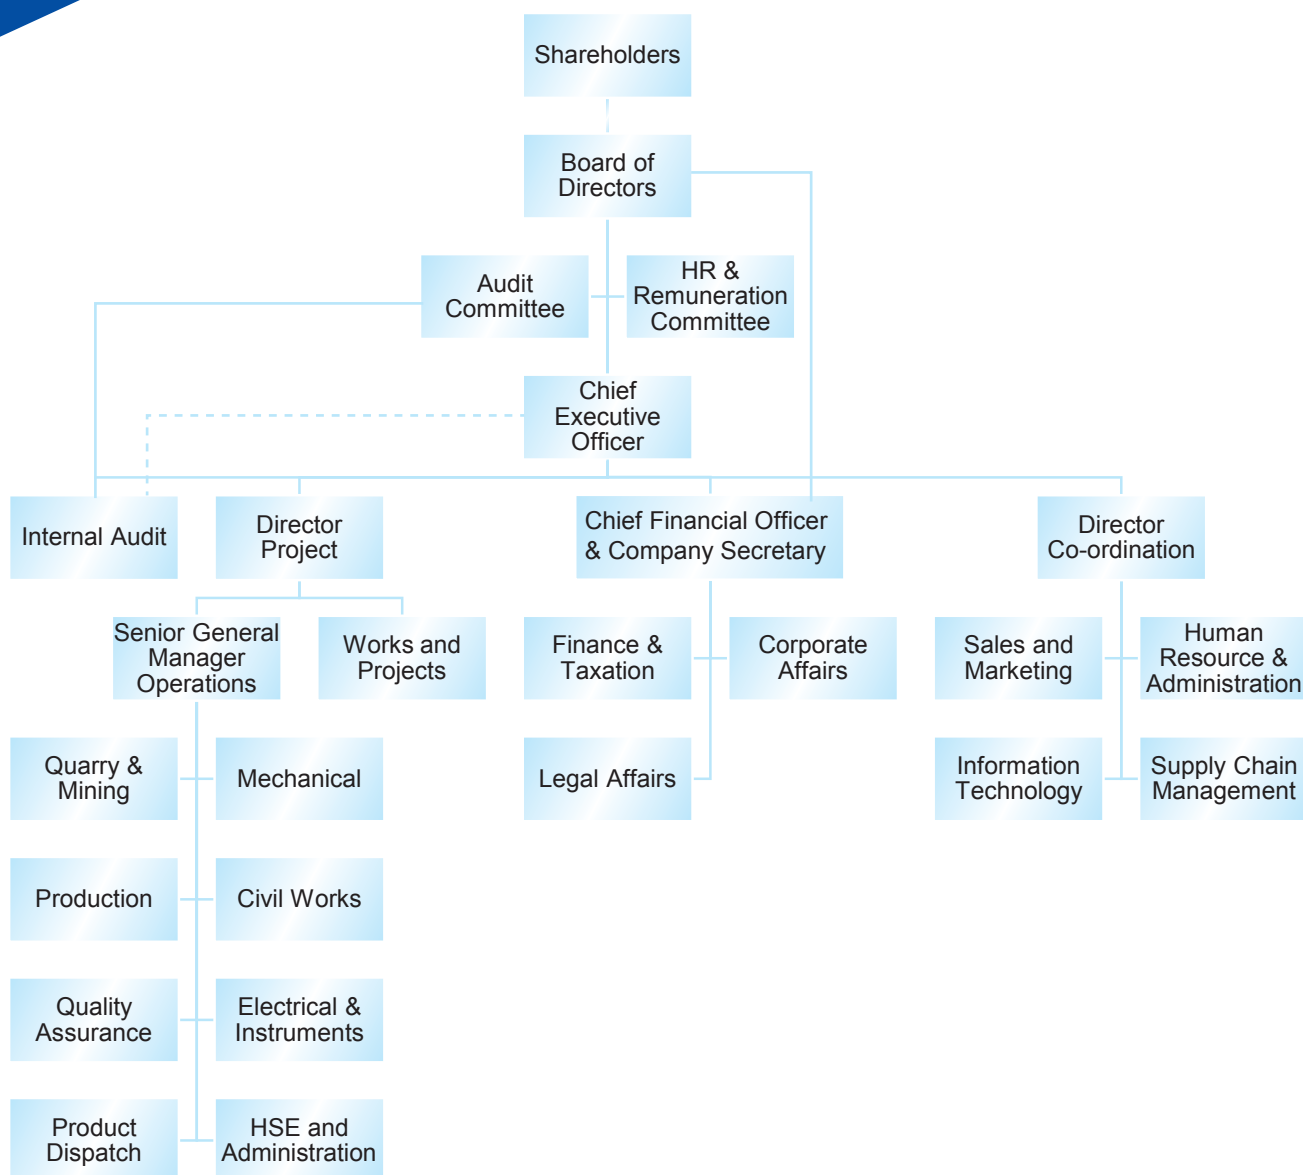 Shareholders
Board of
Directors
Audit
Committee
HR &
Remuneration
Committee
Chief
Executive
Officer
Internal Audit
Director
Project
Chief Financial Officer
& Company Secretary
Director
Co-ordination
Senior General
Manager
Operations
Works and
Projects
Finance &
Taxation
Corporate
Affairs
Sales and
Marketing
Human
Resource &
Administration
Quarry &
Mining
Mechanical
Legal Affairs
Information
Technology
Supply Chain
Management
Production
Civil Works
Quality
Assurance
Electrical &
Instruments
Product
Dispatch
HSE and
Administration